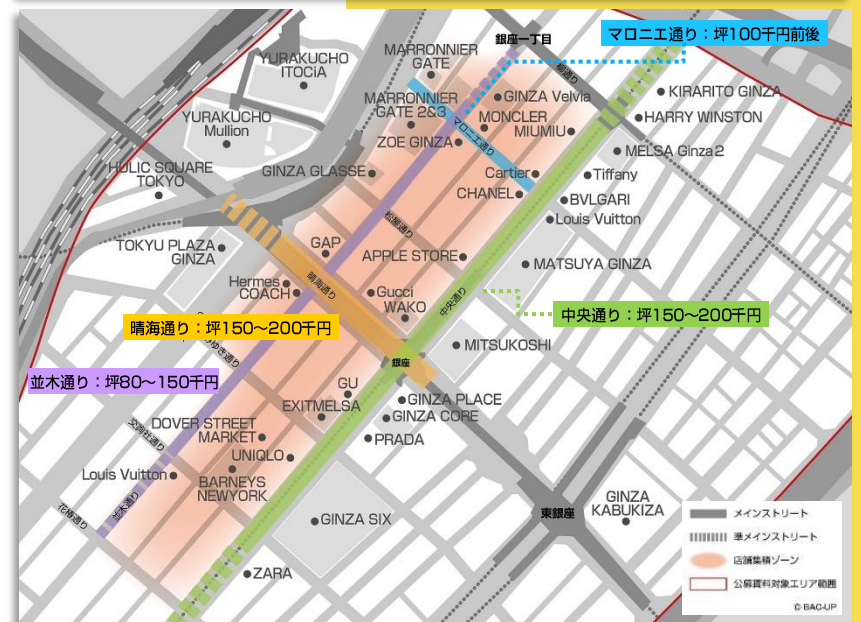 銀座一丁目
マロニエ通り：坪100千円前後
MARRONNIER
GATE
YURAKUCHO
ITOCiA
柳通り
KIRARITO GINZA
MARRONNIER
GATE 2&3
GINZA Velvia
MONCLER
HARRY WINSTON
YURAKUCHO
Mullion
マロニエ通り
MIUMIU
ZOE GINZA
MELSA Ginza2
HULIC SQUARE
TOKYO
GINZA GLASSE
Cartier
Tiffany
CHANEL
BVLGARI
Louis Vuitton
松屋通り
TOKYU PLAZA
GINZA
GAP
APPLE STORE
MATSUYA GINZA
晴海通り
Hermes
COACH
Gucci
WAKO
中央通り
中央通り：坪150～200千円
晴海通り：坪150～200千円
ゆき通り
MITSUKOSHI
銀座
並木通り：坪80～150千円
GU
EXITMELSA
GINZA PLACE
GINZA CORE
DOVER STREET
MARKET
PRADA
交詢社通り
UNIQLO
Louis Vuitton
BARNEYS
NEWYORK
並木通り
花椿通り
GINZA SIX
東銀座
GINZA
KABUKIZA
ZARA
メインストリート
準メインストリート
店舗集積ゾーン
公募賃料対象エリア範囲
© BAC-UP